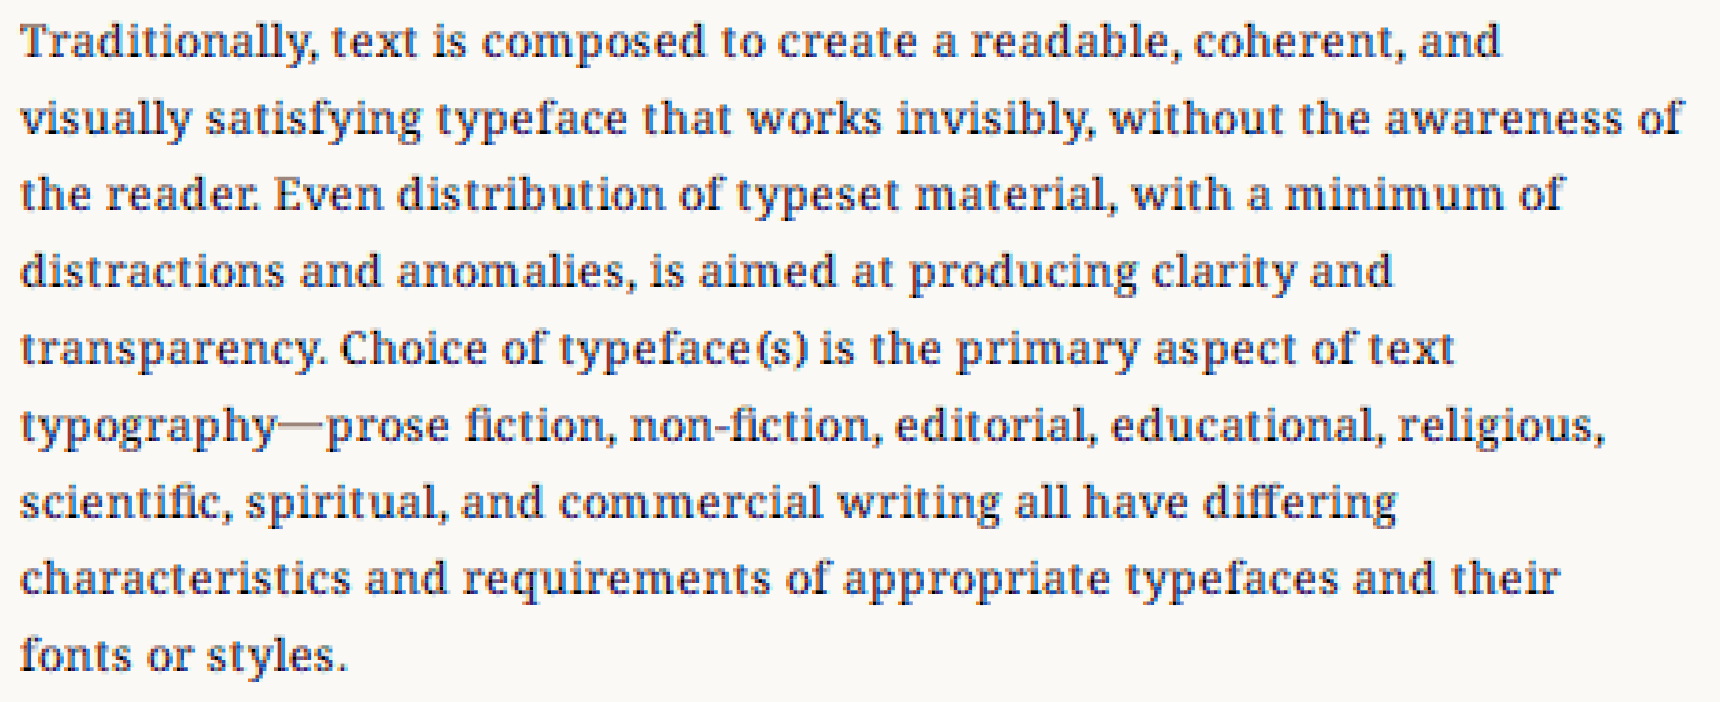 Traditionally, text is composed to create a readable, coherent, and
visually satisfying typeface that works invisibly, without the awareness of
the reader. Even distribution of typeset material, with a minimum of
distractions and anomalies, is aimed at producing clarity and
transparency. Choice of typeface(s) is the primary aspect of text
typography—prose fiction, non-fiction, editorial, educational, religious,
scientific, spiritual, and commercial writing all have differing
characteristics and requirements of appropriate typefaces and their
fonts or styles.